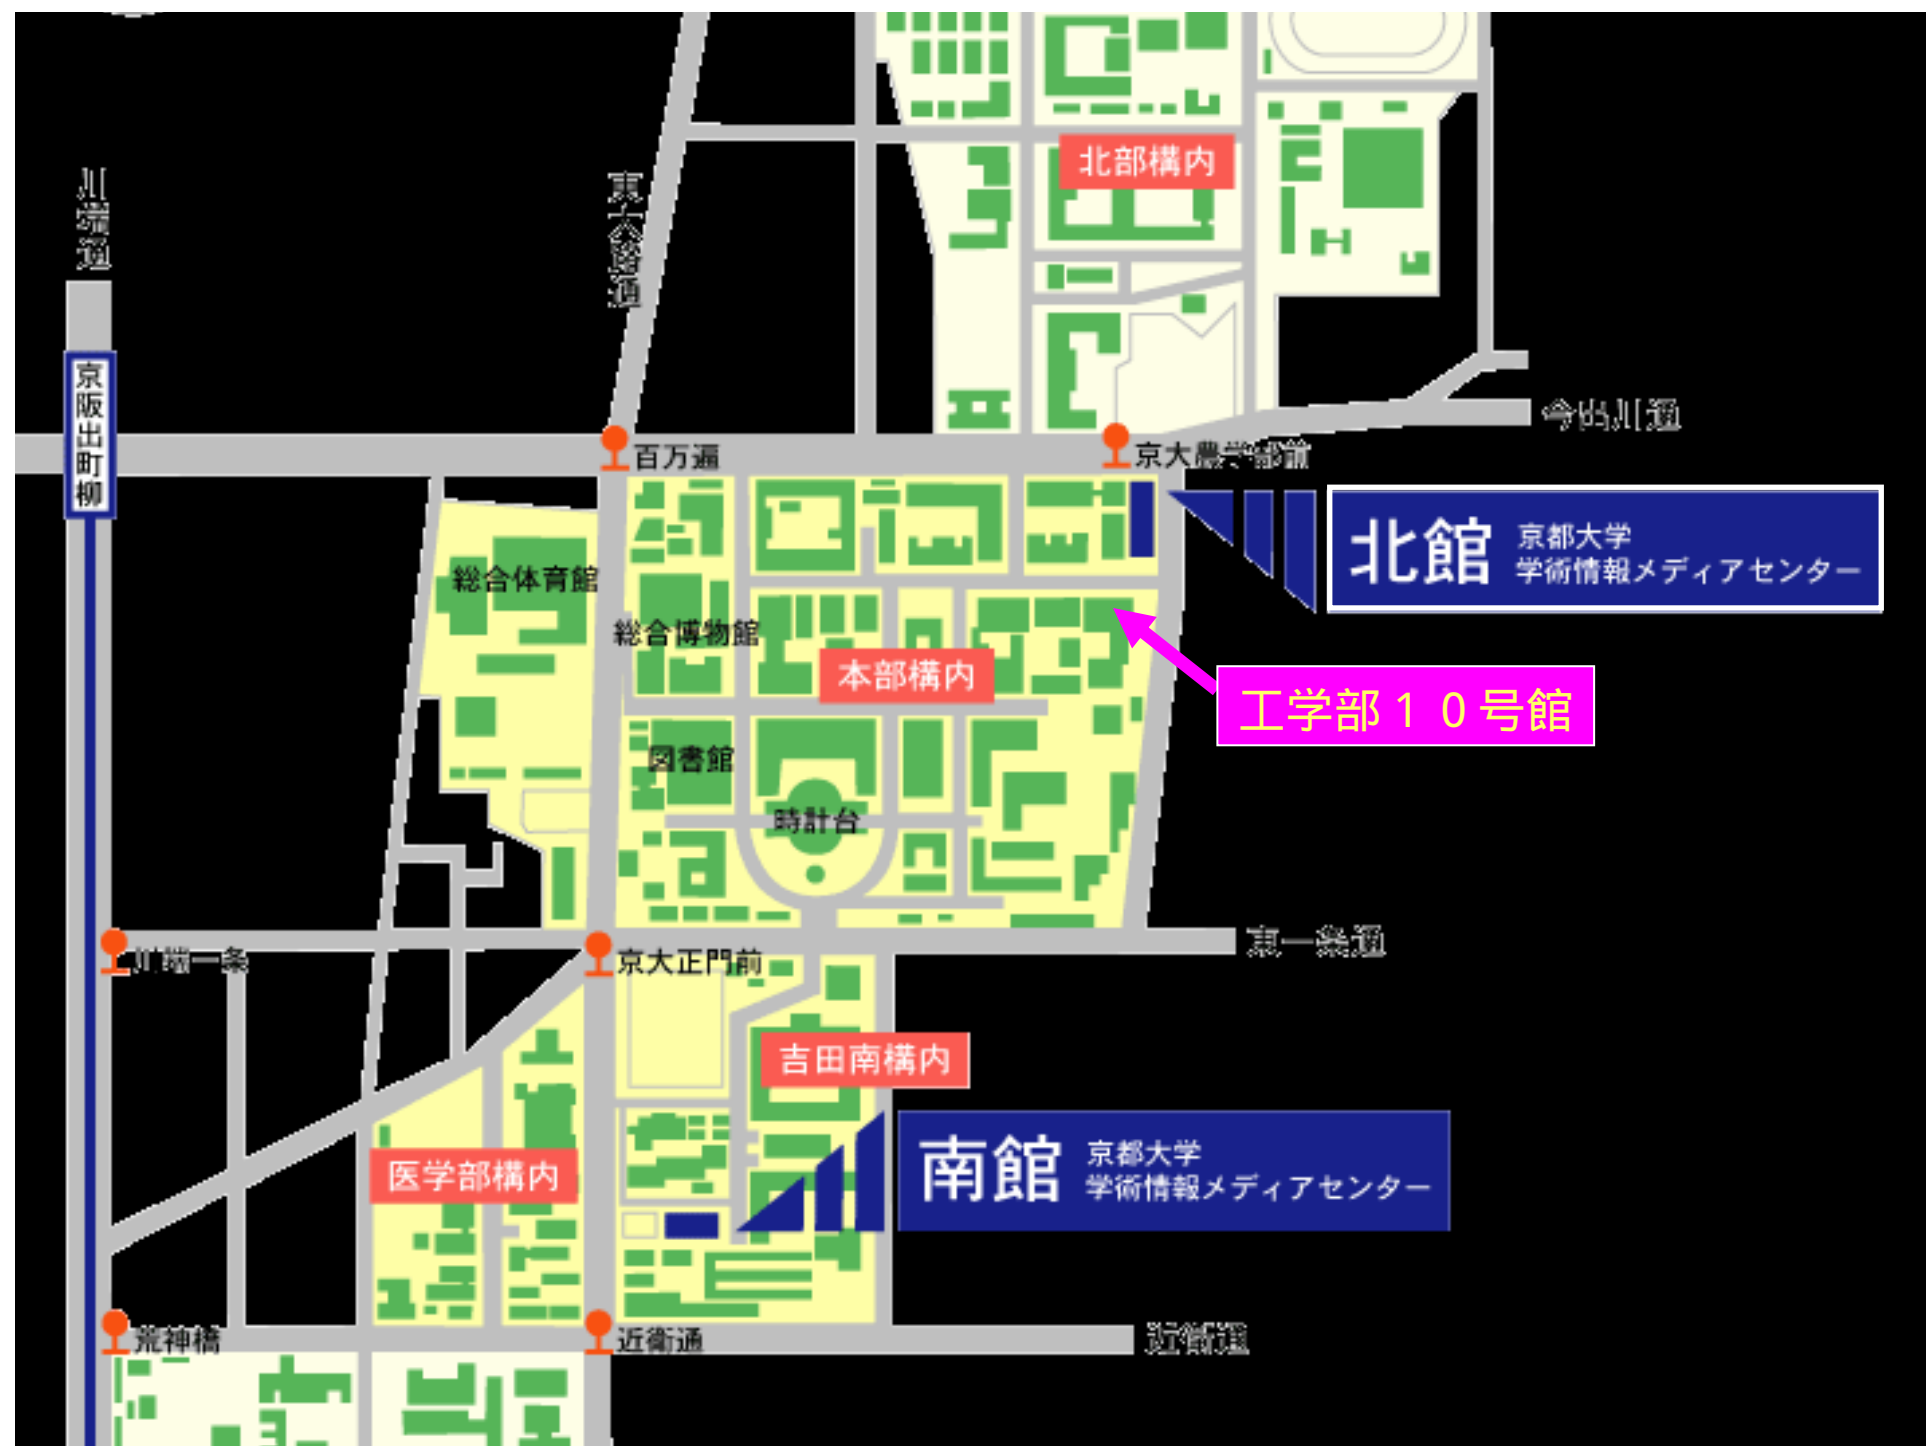 北部構内
川端通
東大路通
京阪出町柳
今出川通
百万遍
京大農学部前
北館
京都大学
学術情報メディアセンター
総合体育館
総合博物館
本部構内
工学部１０号館
図書館
時計台
川端一条
京大正門前
東一条通
吉田南構内
南館
京都大学
学術情報メディアセンター
医学部構内
荒神橋
近衛通
近衛通